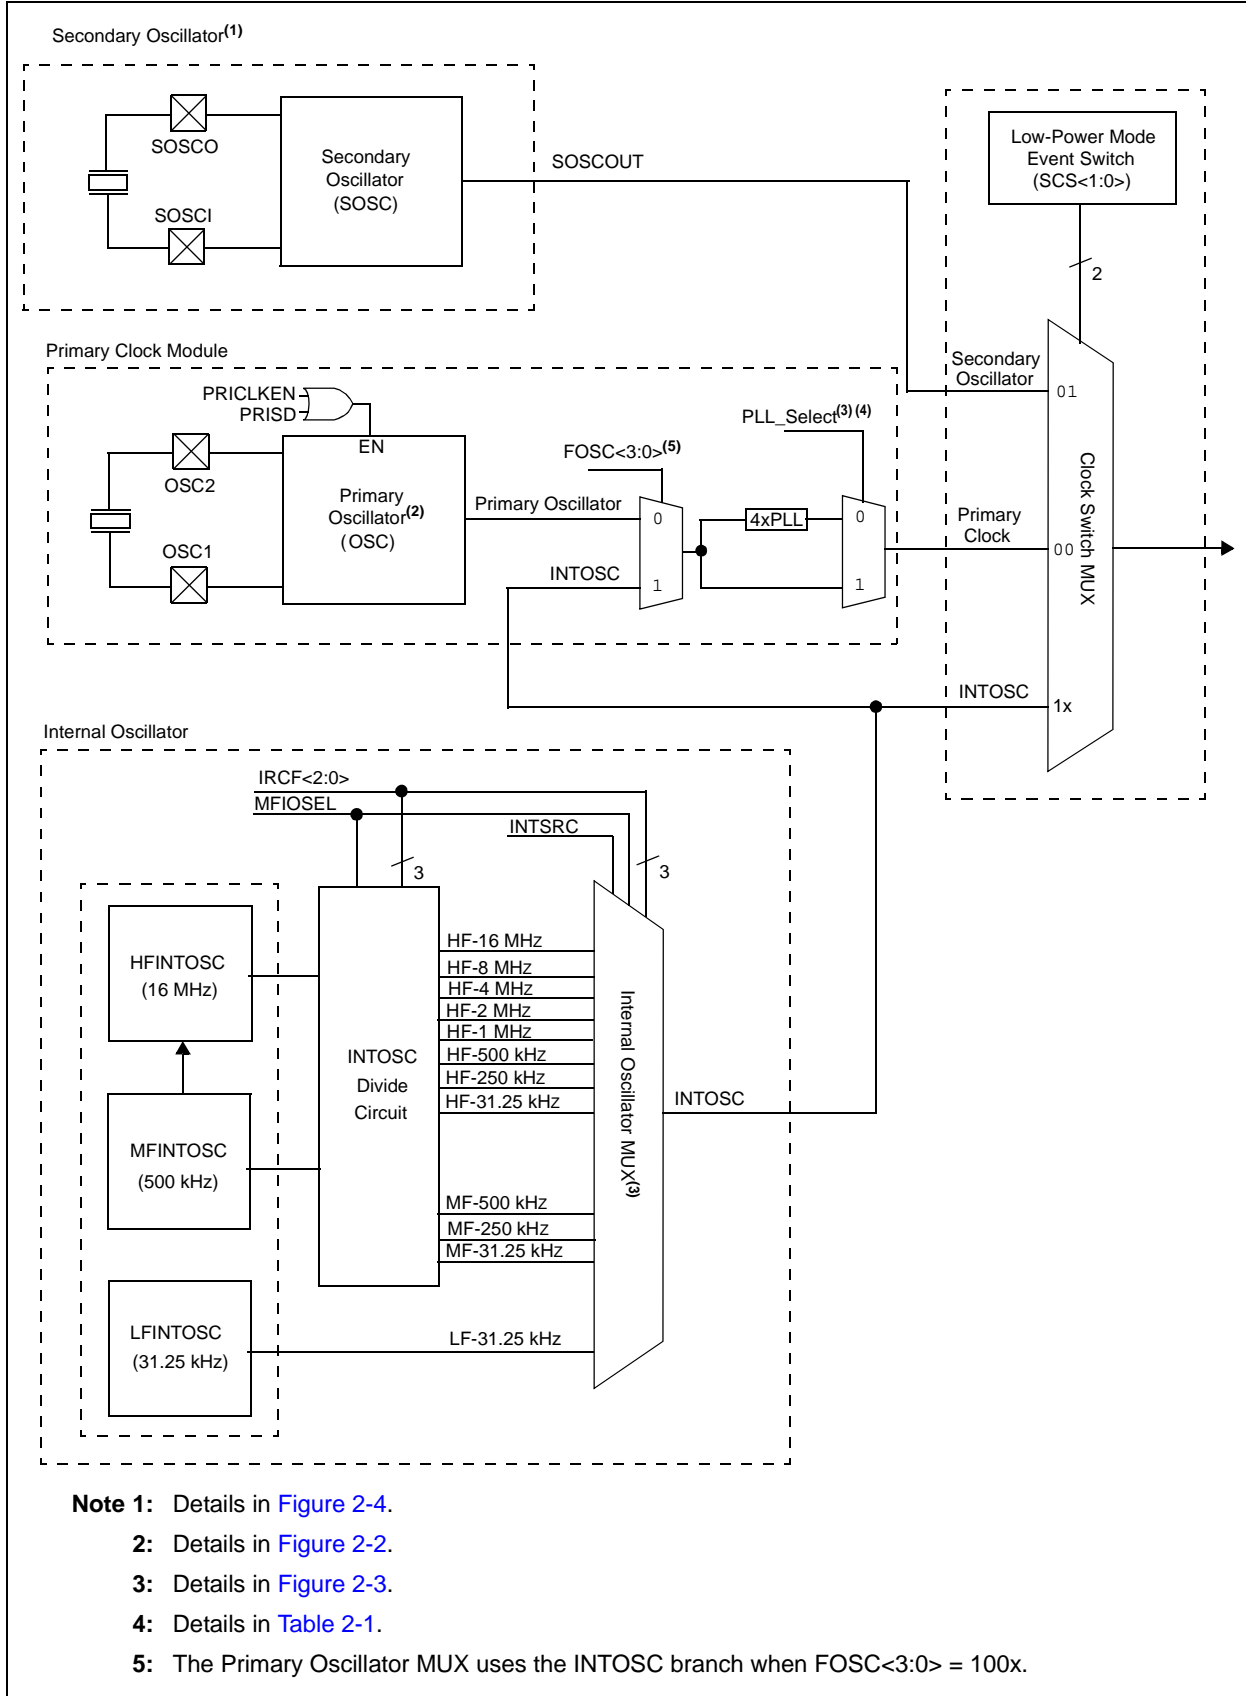 Secondary Oscillator(1)
SOSCO
SOSCI
Secondary
Oscillator
(SOSC)
SOSCOUT
Low-Power Mode
Event Switch
(SCS<1:0>)
2
Secondary
Oscillator
01
Primary
Clock
00
INTOSC
1x
Clock Switch MUX
Primary Clock Module
PRICLKEN
PRISD
EN
OSC2
OSC1
Primary
Oscillator(2)
(OSC)
Primary Oscillator
INTOSC
FOSC<3:0>(5)
0
1
PLL_Select(3) (4)
4xPLL
0
1
Internal Oscillator
IRCF<2:0>
MFIOSEL
INTSRC
3
3
HFINTOSC
(16 MHz)
MFINTOSC
(500 kHz)
LFINTOSC
(31.25 kHz)
INTOSC
Divide
Circuit
HF-16 MHz
HF-8 MHz
HF-4 MHz
HF-2 MHz
HF-1 MHz
HF-500 kHz
HF-250 kHz
HF-31.25 kHz
MF-500 kHz
MF-250 kHz
MF-31.25 kHz
LF-31.25 kHz
Internal Oscillator MUX(3)
INTOSC
Note 1: Details in Figure 2-4.
2: Details in Figure 2-2.
3: Details in Figure 2-3.
4: Details in Table 2-1.
5: The Primary Oscillator MUX uses the INTOSC branch when FOSC<3:0> = 100x.